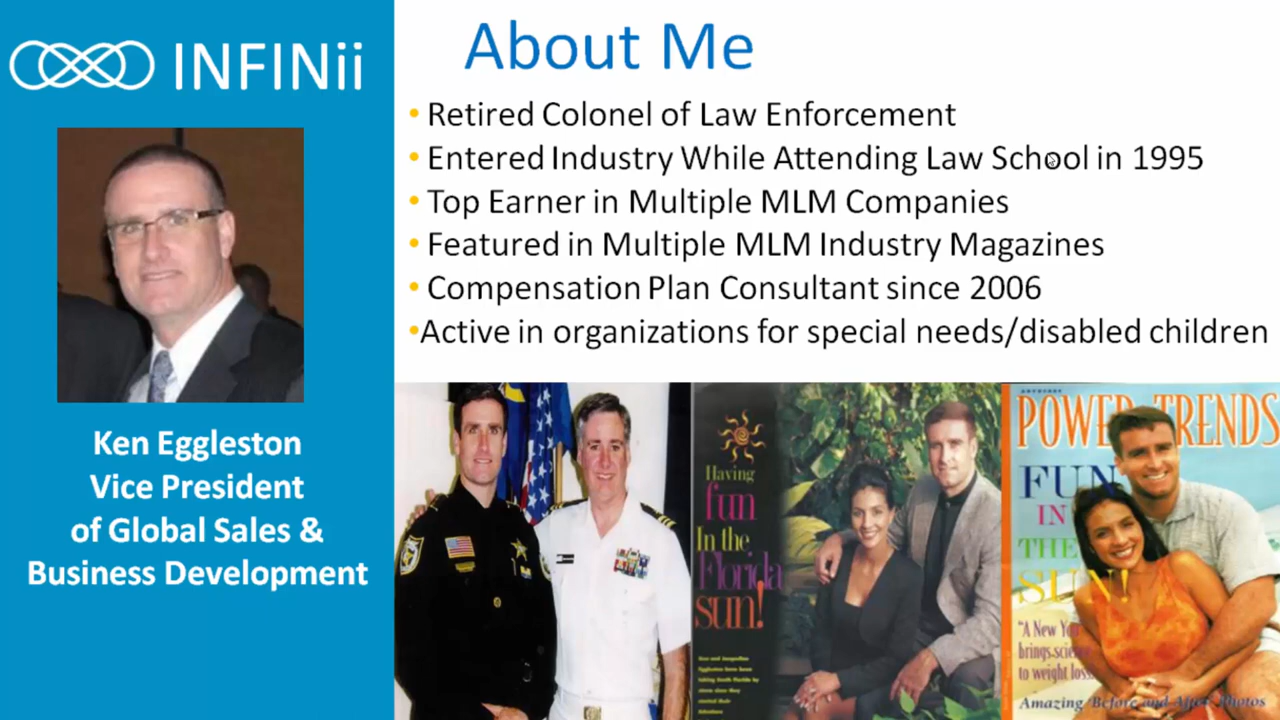 INFINii
Ken Eggleston
Vice President
of Global Sales &
Business Development
About Me
• Retired Colonel of Law Enforcement
• Entered Industry While Attending Law School in 1995
• Top Earner in Multiple MLM Companies
• Featured in Multiple MLM Industry Magazines
• Compensation Plan Consultant since 2006
•Active in organizations for special needs/disabled children
Having
fun
In the
Florida
sun!
POWER TRENDS
FUN
IN
THE
SUN!
"A New
brings
to weight loss
Amazing Before and After Photos